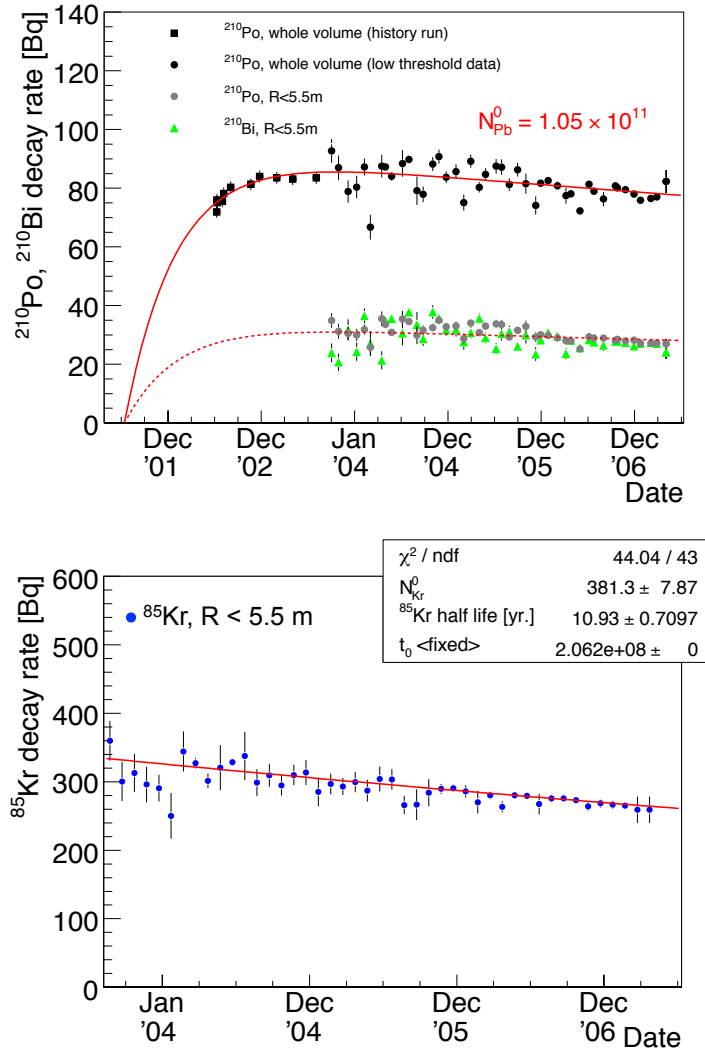 ²¹⁰Po, ²¹⁰Bi decay rate [Bq]
140
120
100
80
60
40
20
0
²¹⁰Po, whole volume (history run)
²¹⁰Po, whole volume (low threshold data)
²¹⁰Po, R<5.5m
²¹⁰Bi, R<5.5m
N⁰Pb = 1.05 × 10¹¹
Dec '01
Dec '02
Jan '04
Dec '04
Dec '05
Dec '06
Date
χ² / ndf 44.04 / 43
N⁰Kr 381.3 ± 7.87
⁸⁵Kr half life [yr.] 10.93 ± 0.7097
t₀ <fixed> 2.062e+08 ± 0
⁸⁵Kr decay rate [Bq]
600
500
400
300
200
100
0
⁸⁵Kr, R < 5.5 m
Jan '04
Dec '04
Dec '05
Dec '06
Date